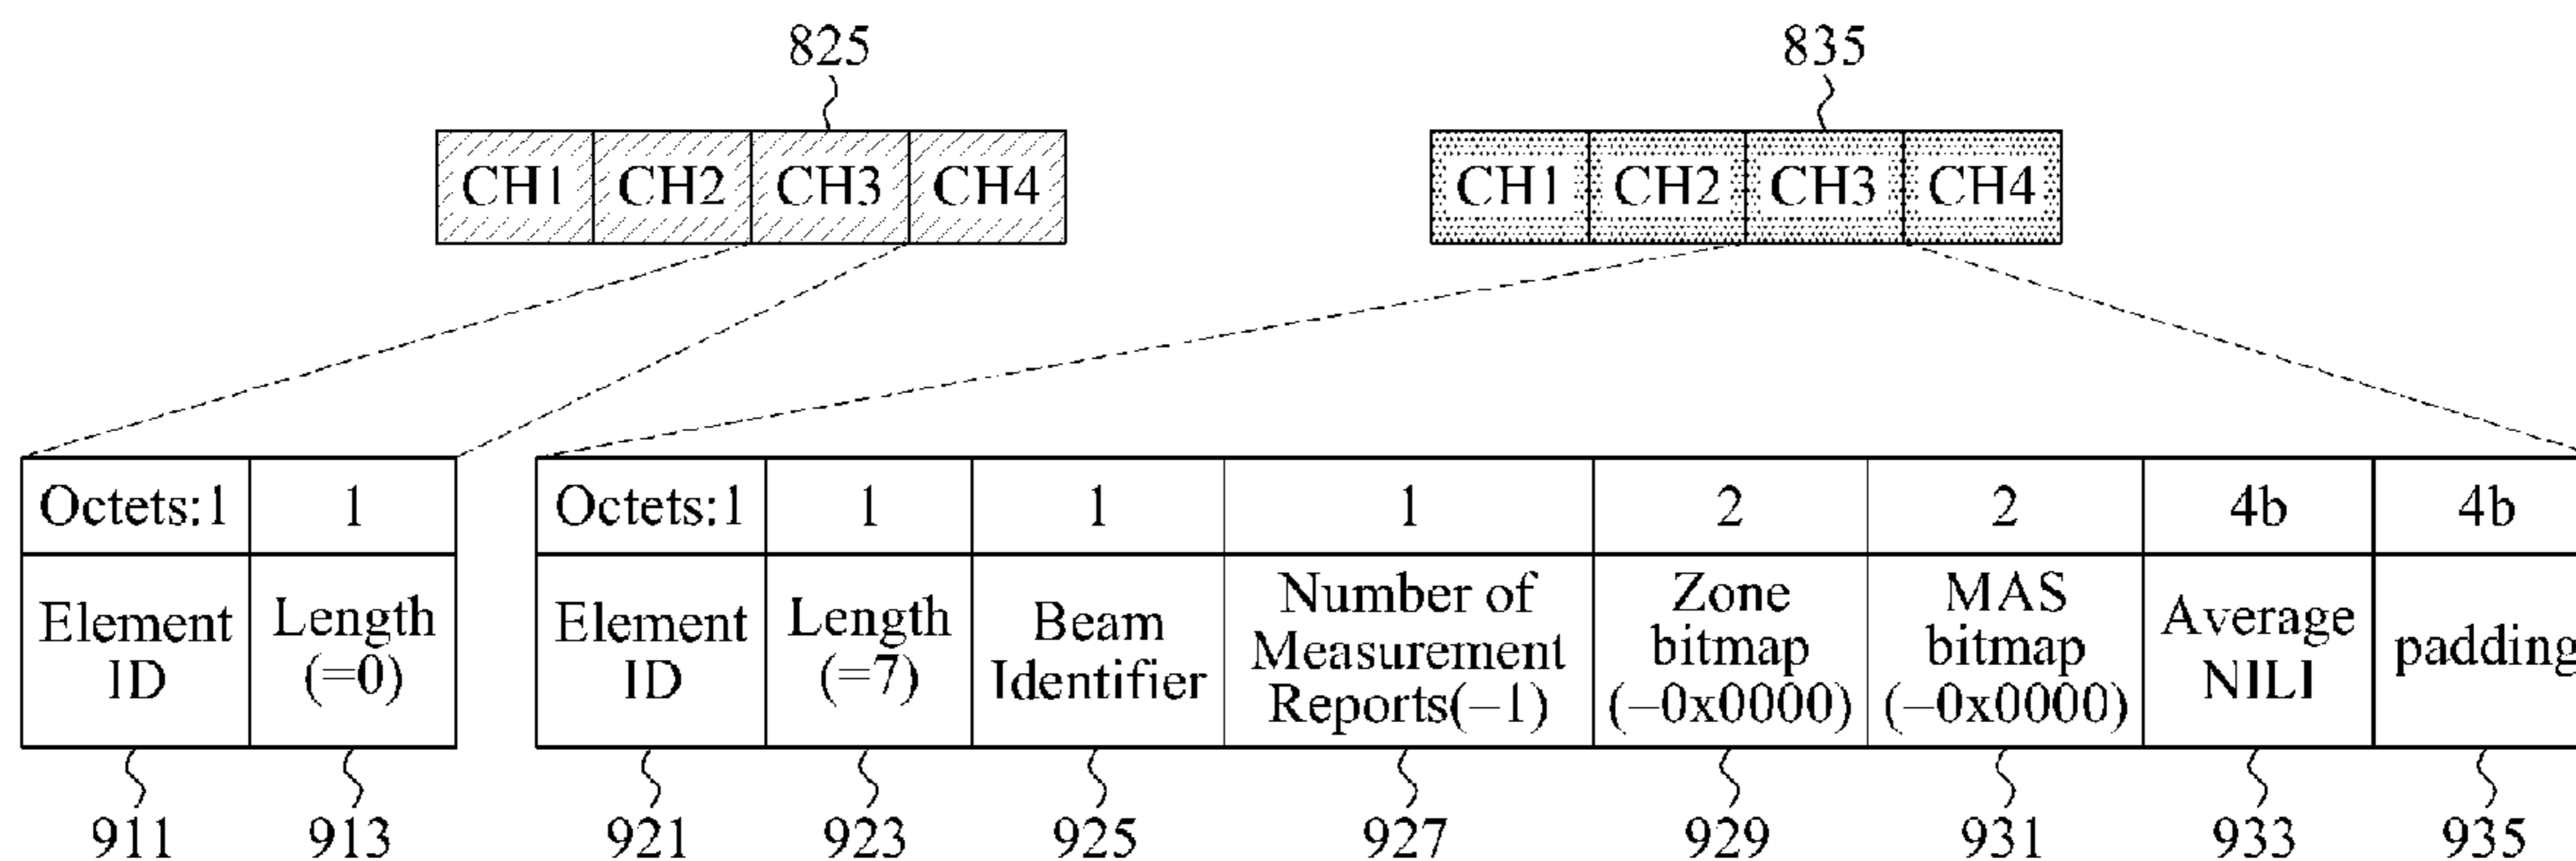 825
835
CH1 CH2 CH3 CH4
CH1 CH2 CH3 CH4
Octets:1 1
Element ID
Length (=0)
Octets:1 1 1 1 2 2 4b 4b
Element
ID
Length
(=7)
Beam
Identifier
Number of
Measurement
Reports(–1)
Zone
bitmap
(–0x0000)
MAS
bitmap
(–0x0000)
Average
NILI
padding
911 913 921 923 925 927 929 931 933 935